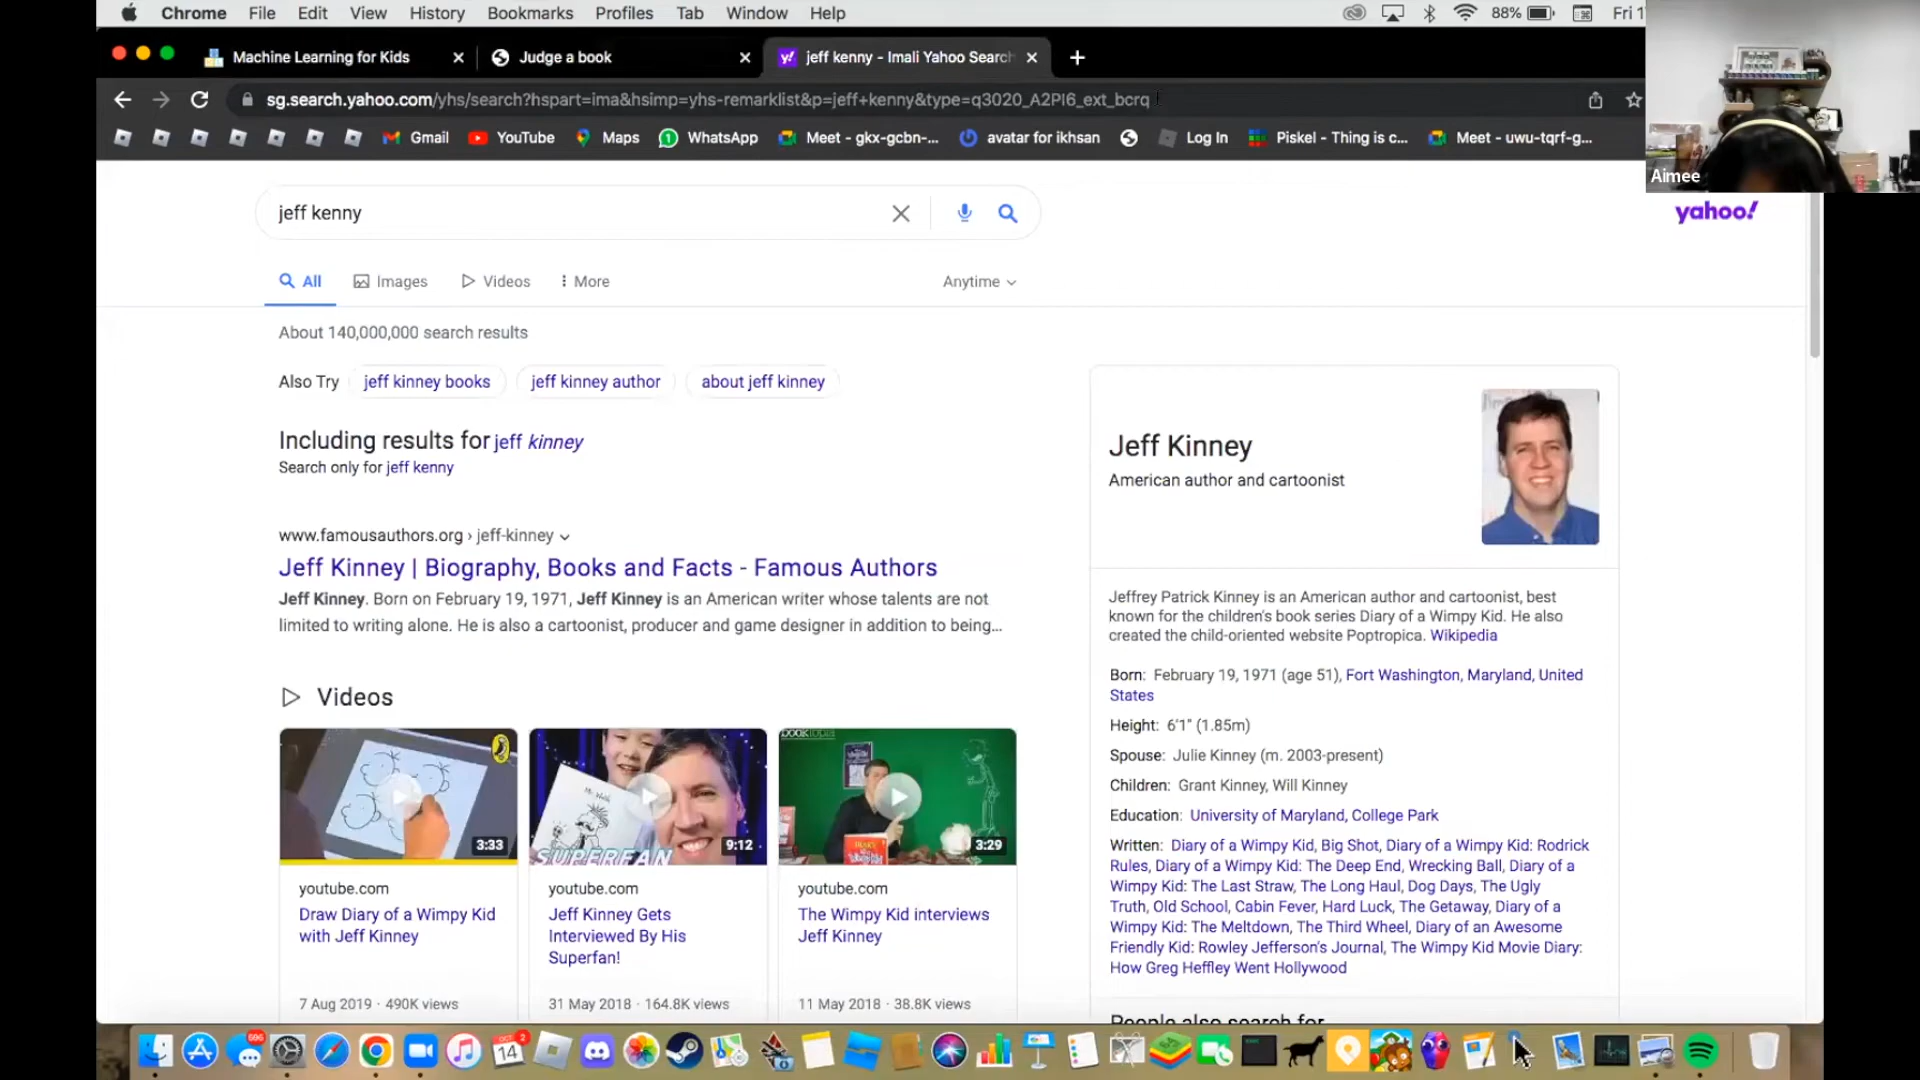 Chrome File Edit View History Bookmarks Profiles Tab Window Help 88% Fri 1
Machine Learning for Kids Judge a book jeff kenny - Imali Yahoo Search
sg.search.yahoo.com/yhs/search?hspart=ima&hsimp=yhs-remarklist&p=jeff+kenny&type=q3020_A2PI6_ext_bcrq
Gmail YouTube Maps WhatsApp Meet - gkx-gcbn-... avatar for ikhsan Log In Piskel - Thing is c... Meet - uwu-tqrf-g...
Aimee
jeff kenny
yahoo!
All Images Videos More Anytime
About 140,000,000 search results
Also Try jeff kinney books jeff kinney author about jeff kinney
Including results for jeff kinney
Search only for jeff kenny
www.famousauthors.org › jeff-kinney
Jeff Kinney | Biography, Books and Facts - Famous Authors
Jeff Kinney. Born on February 19, 1971, Jeff Kinney is an American writer whose talents are not
limited to writing alone. He is also a cartoonist, producer and game designer in addition to being...
Videos
3:33
youtube.com
Draw Diary of a Wimpy Kid
with Jeff Kinney
7 Aug 2019 · 490K views
SUPERFAN
9:12
youtube.com
Jeff Kinney Gets
Interviewed By His
Superfan!
31 May 2018 · 164.8K views
3:29
youtube.com
The Wimpy Kid interviews
Jeff Kinney
11 May 2018 · 38.8K views
Jeff Kinney
American author and cartoonist
Jeffrey Patrick Kinney is an American author and cartoonist, best
known for the children's book series Diary of a Wimpy Kid. He also
created the child-oriented website Poptropica. Wikipedia
Born: February 19, 1971 (age 51), Fort Washington, Maryland, United
States
Height: 6'1" (1.85m)
Spouse: Julie Kinney (m. 2003-present)
Children: Grant Kinney, Will Kinney
Education: University of Maryland, College Park
Written: Diary of a Wimpy Kid, Big Shot, Diary of a Wimpy Kid: Rodrick
Rules, Diary of a Wimpy Kid: The Deep End, Wrecking Ball, Diary of a
Wimpy Kid: The Last Straw, The Long Haul, Dog Days, The Ugly
Truth, Old School, Cabin Fever, Hard Luck, The Getaway, Diary of a
Wimpy Kid: The Meltdown, The Third Wheel, Diary of an Awesome
Friendly Kid: Rowley Jefferson's Journal, The Wimpy Kid Movie Diary:
How Greg Heffley Went Hollywood
People also search for
596 OCT 14 2 64